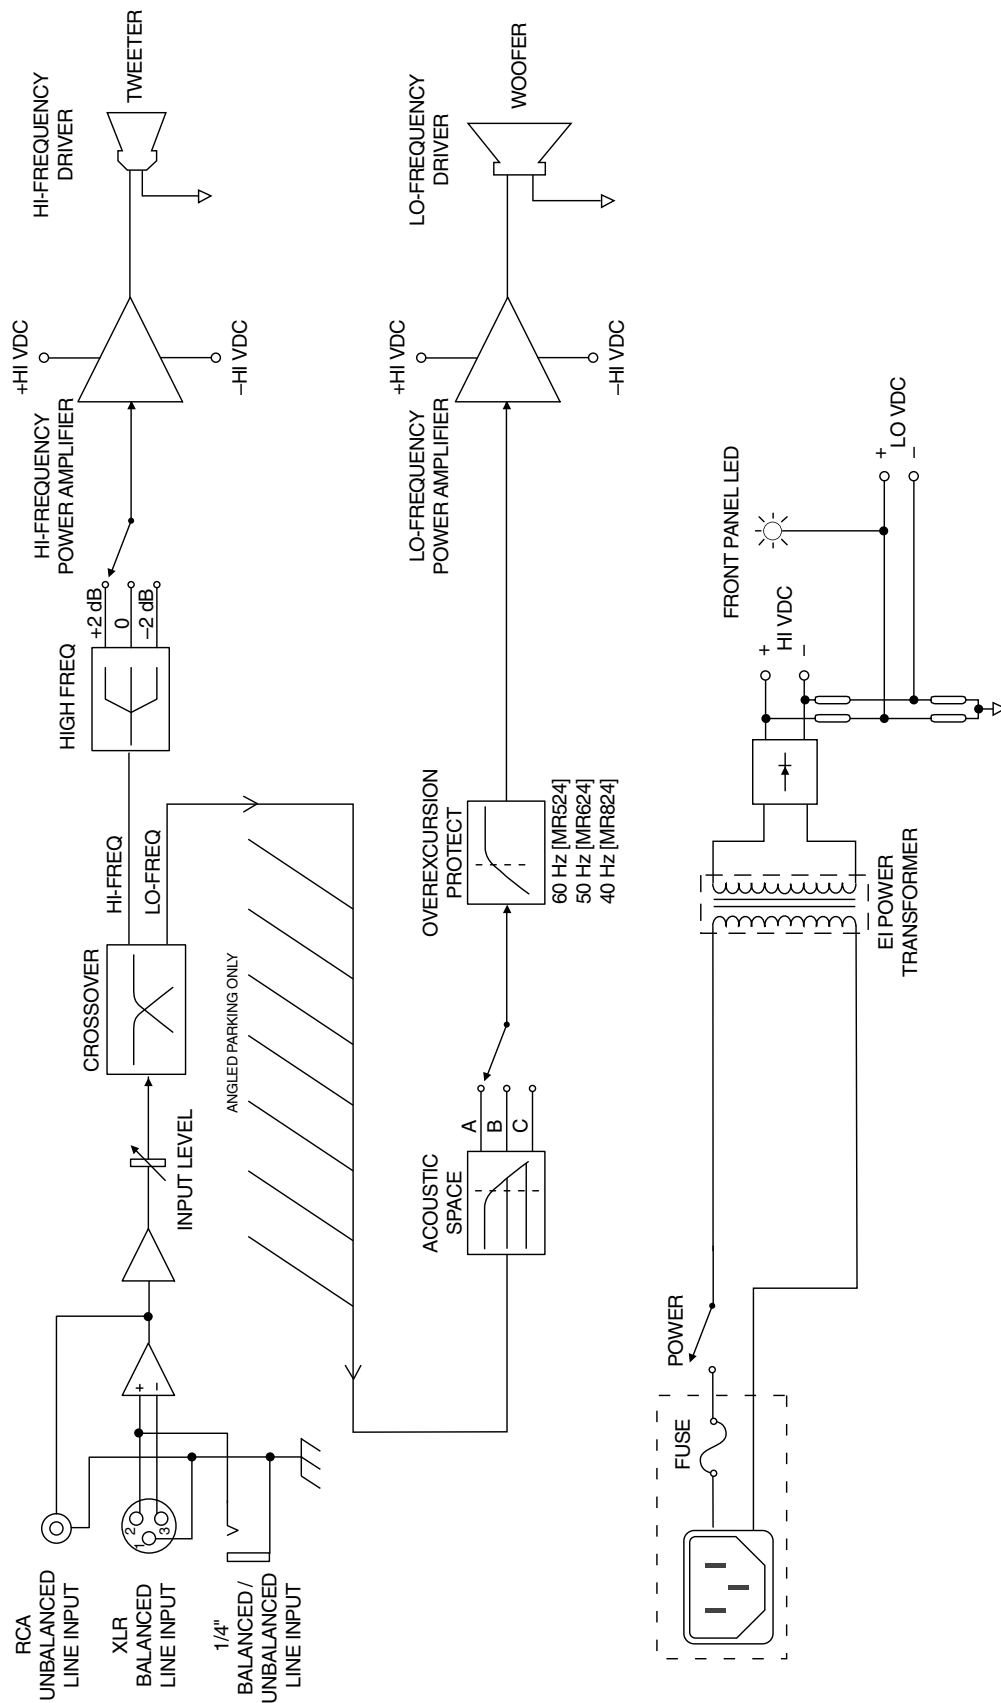 RCA
UNBALANCED
LINE INPUT
XLR
BALANCED
LINE INPUT
1/4"
BALANCED /
UNBALANCED
LINE INPUT
2
1
3
+
–
INPUT LEVEL
CROSSOVER
HI-FREQ
LO-FREQ
HIGH FREQ
+2 dB
0
–2 dB
HI-FREQUENCY
POWER AMPLIFIER
+HI VDC
–HI VDC
HI-FREQUENCY
DRIVER
TWEETER
ANGLED PARKING ONLY
ACOUSTIC
SPACE
A
B
C
OVEREXCURSION
PROTECT
60 Hz [MR524]
50 Hz [MR624]
40 Hz [MR824]
LO-FREQUENCY
POWER AMPLIFIER
+HI VDC
–HI VDC
LO-FREQUENCY
DRIVER
WOOFER
FUSE
POWER
EI POWER
TRANSFORMER
+
HI VDC
–
FRONT PANEL LED
+
LO VDC
–